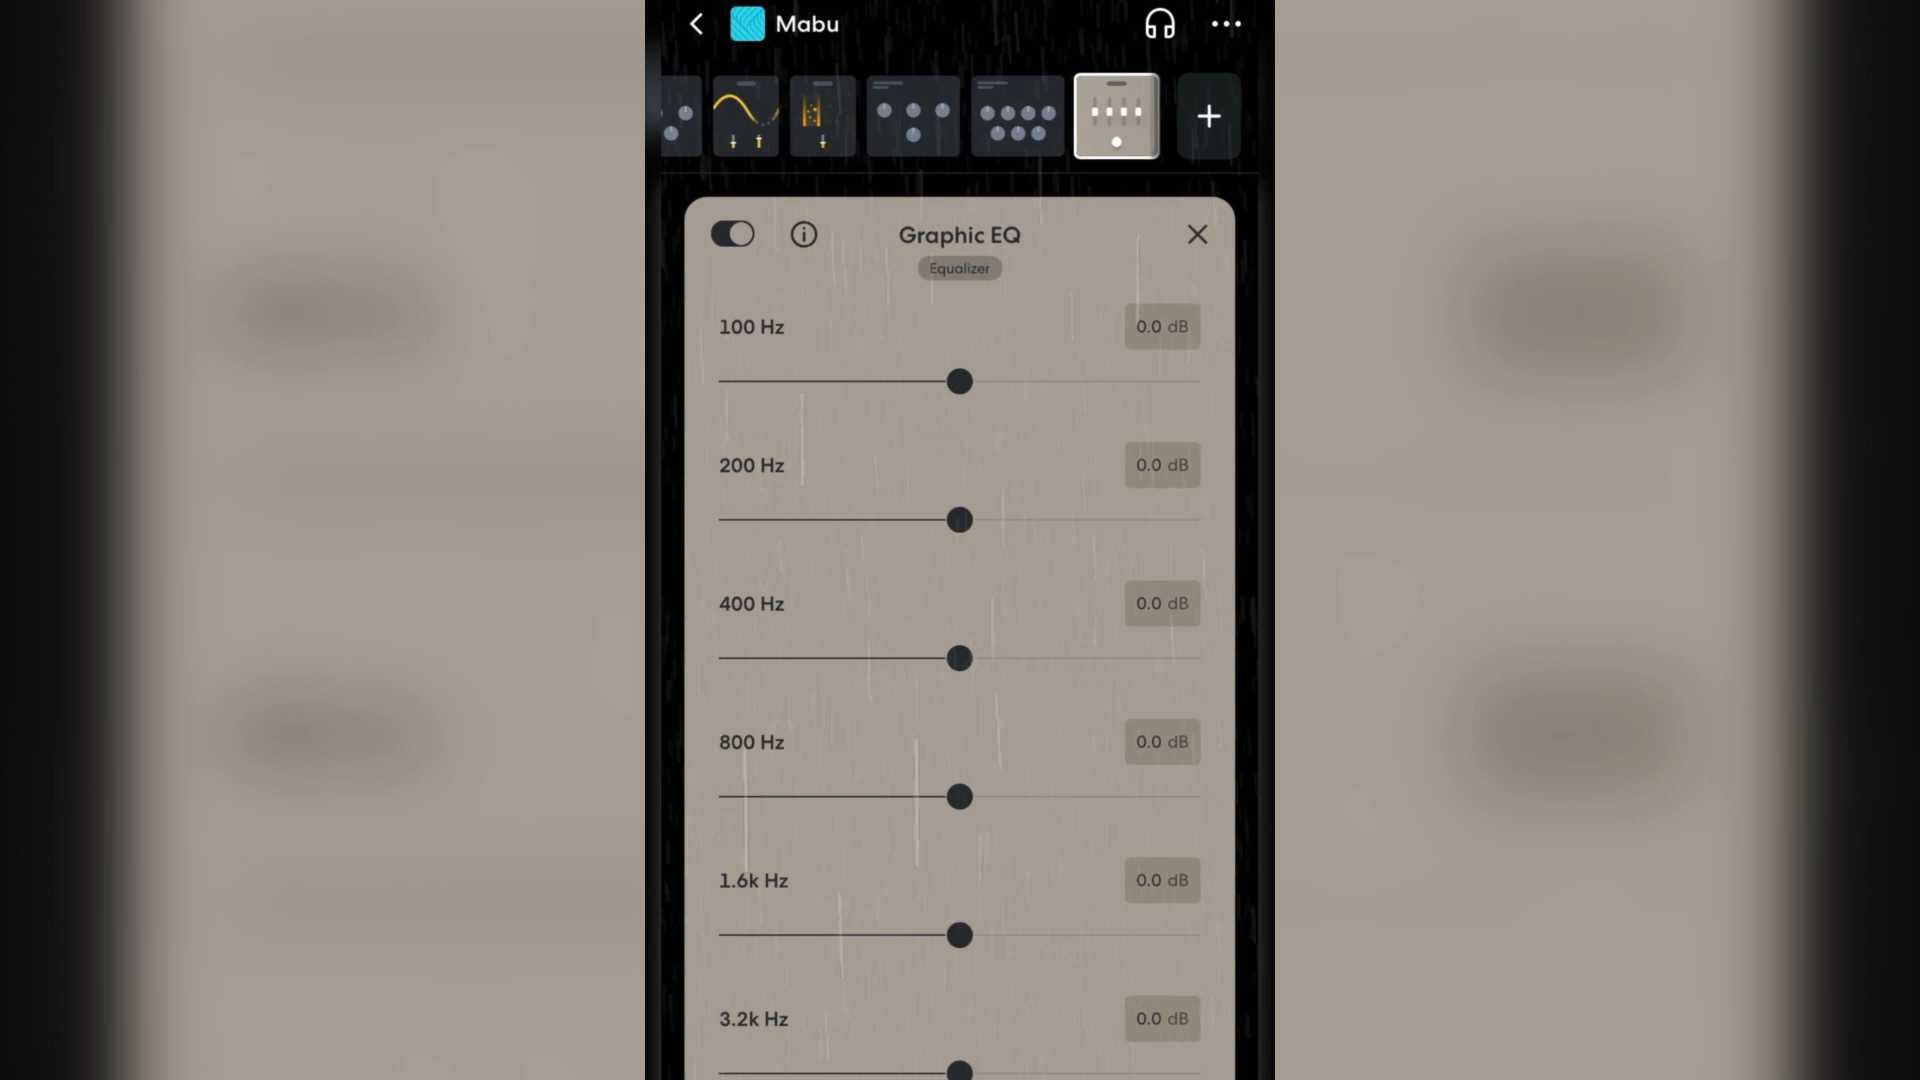 Mabu
Graphic EQ
Equalizer
100 Hz 0.0 dB
200 Hz 0.0 dB
400 Hz 0.0 dB
800 Hz 0.0 dB
1.6k Hz 0.0 dB
3.2k Hz 0.0 dB